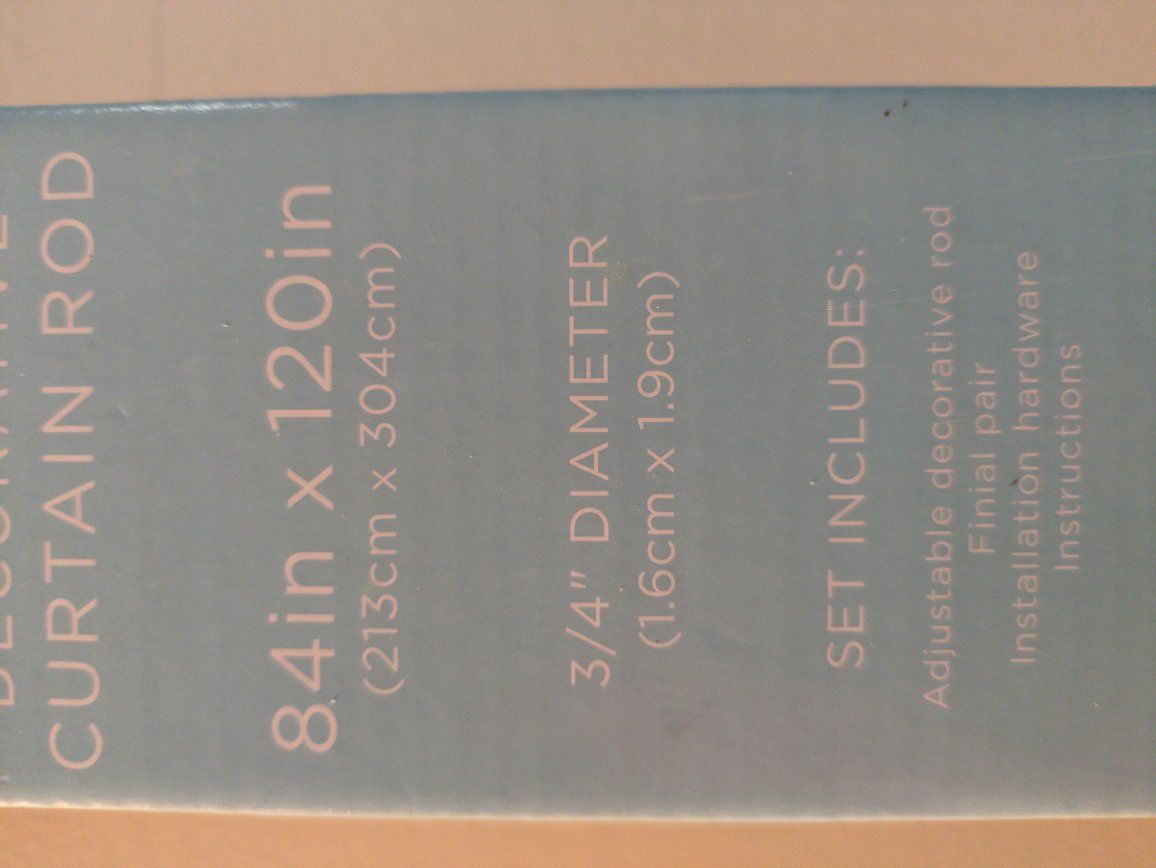 CURTAIN ROD
84in x 120in
(213cm x 304cm)
3/4" DIAMETER
(1.6cm x 1.9cm)
SET INCLUDES:
Adjustable decorative rod
Finial pair
Installation hardware
Instructions